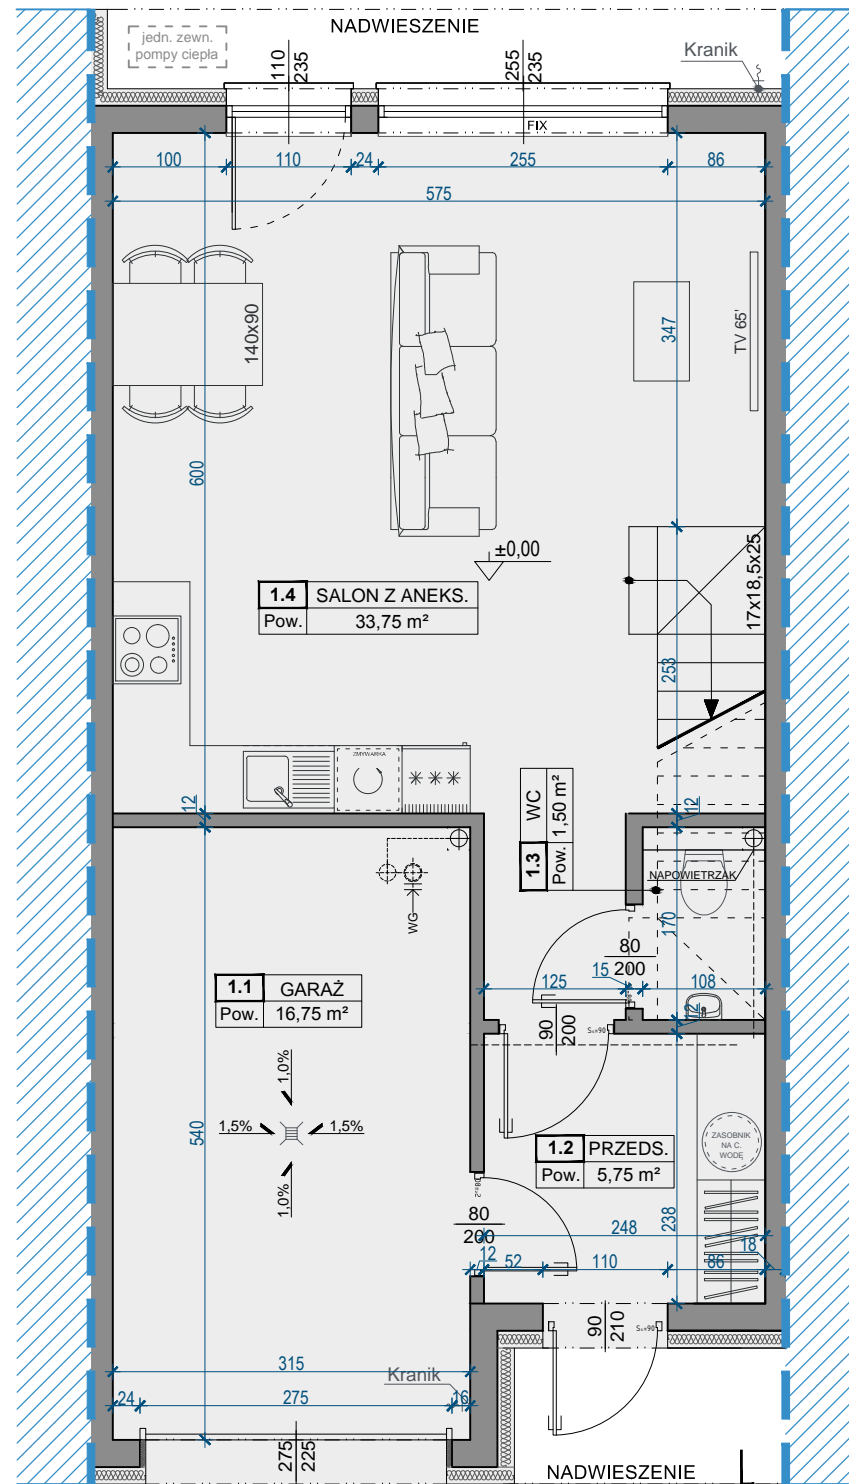 NADWIESZENIE
jedn. zewn.
pompy ciepła
Kranik
110
235
255
235
FIX
100
110
24
255
86
575
140x90
347
TV 65'
600
±0,00
17x18,5x25
1.4 SALON Z ANEKS.
Pow. 33,75 m²
253
ZMYWARKA
12
12
WC
1.3 Pow. 1,50 m²
NAPOWIETRZAK
WG
170
80
200
15
125
108
12
1.1 GARAŻ
Pow. 16,75 m²
90
200
Sₒ=90
1,0%
1,5%
1,5%
1,0%
540
ZASOBNIK
NA C.
WODĘ
1.2 PRZEDS.
Pow. 5,75 m²
80
200
248
238
18
12
52
110
86
90
210
Sₒ=90
315
Kranik
24
275
16
275
225
NADWIESZENIE